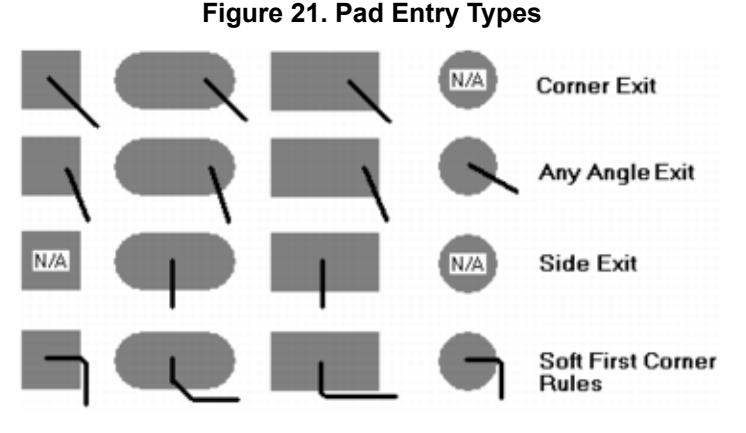 Figure 21. Pad Entry Types
N/A
Corner Exit
Any Angle Exit
N/A
N/A
Side Exit
Soft First Corner
Rules